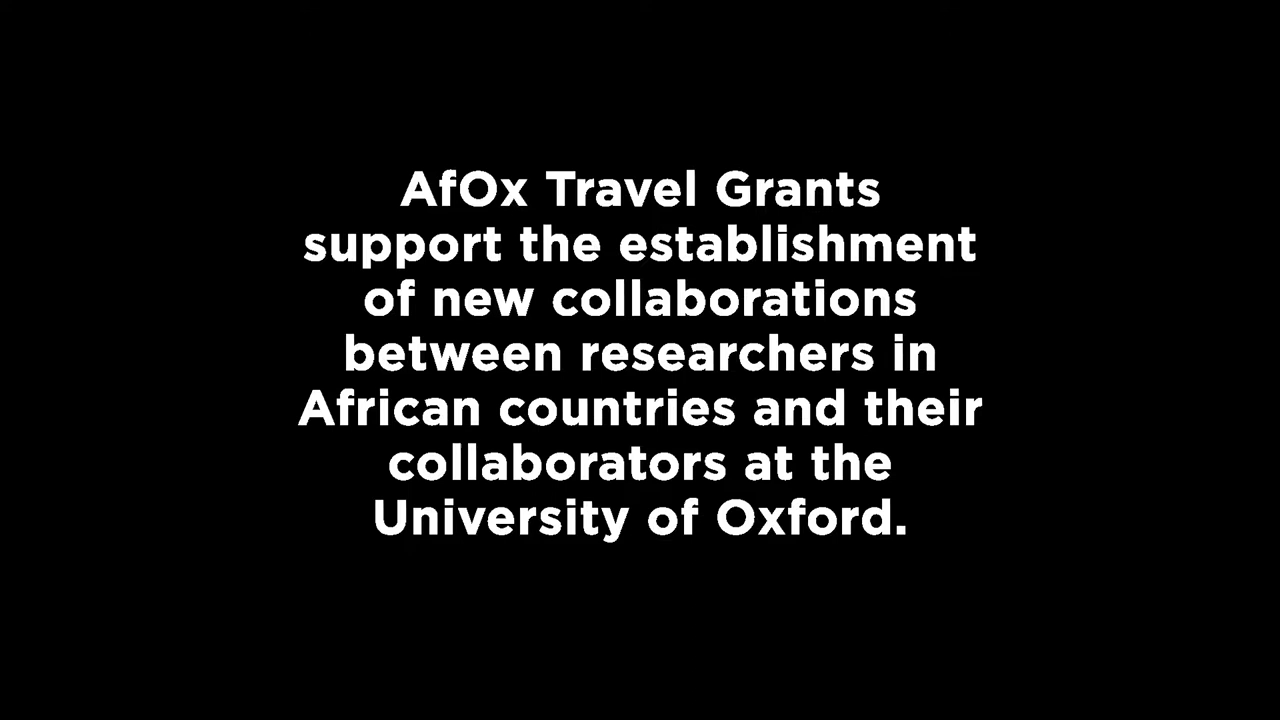 AfOx Travel Grants
support the establishment
of new collaborations
between researchers in
African countries and their
collaborators at the
University of Oxford.